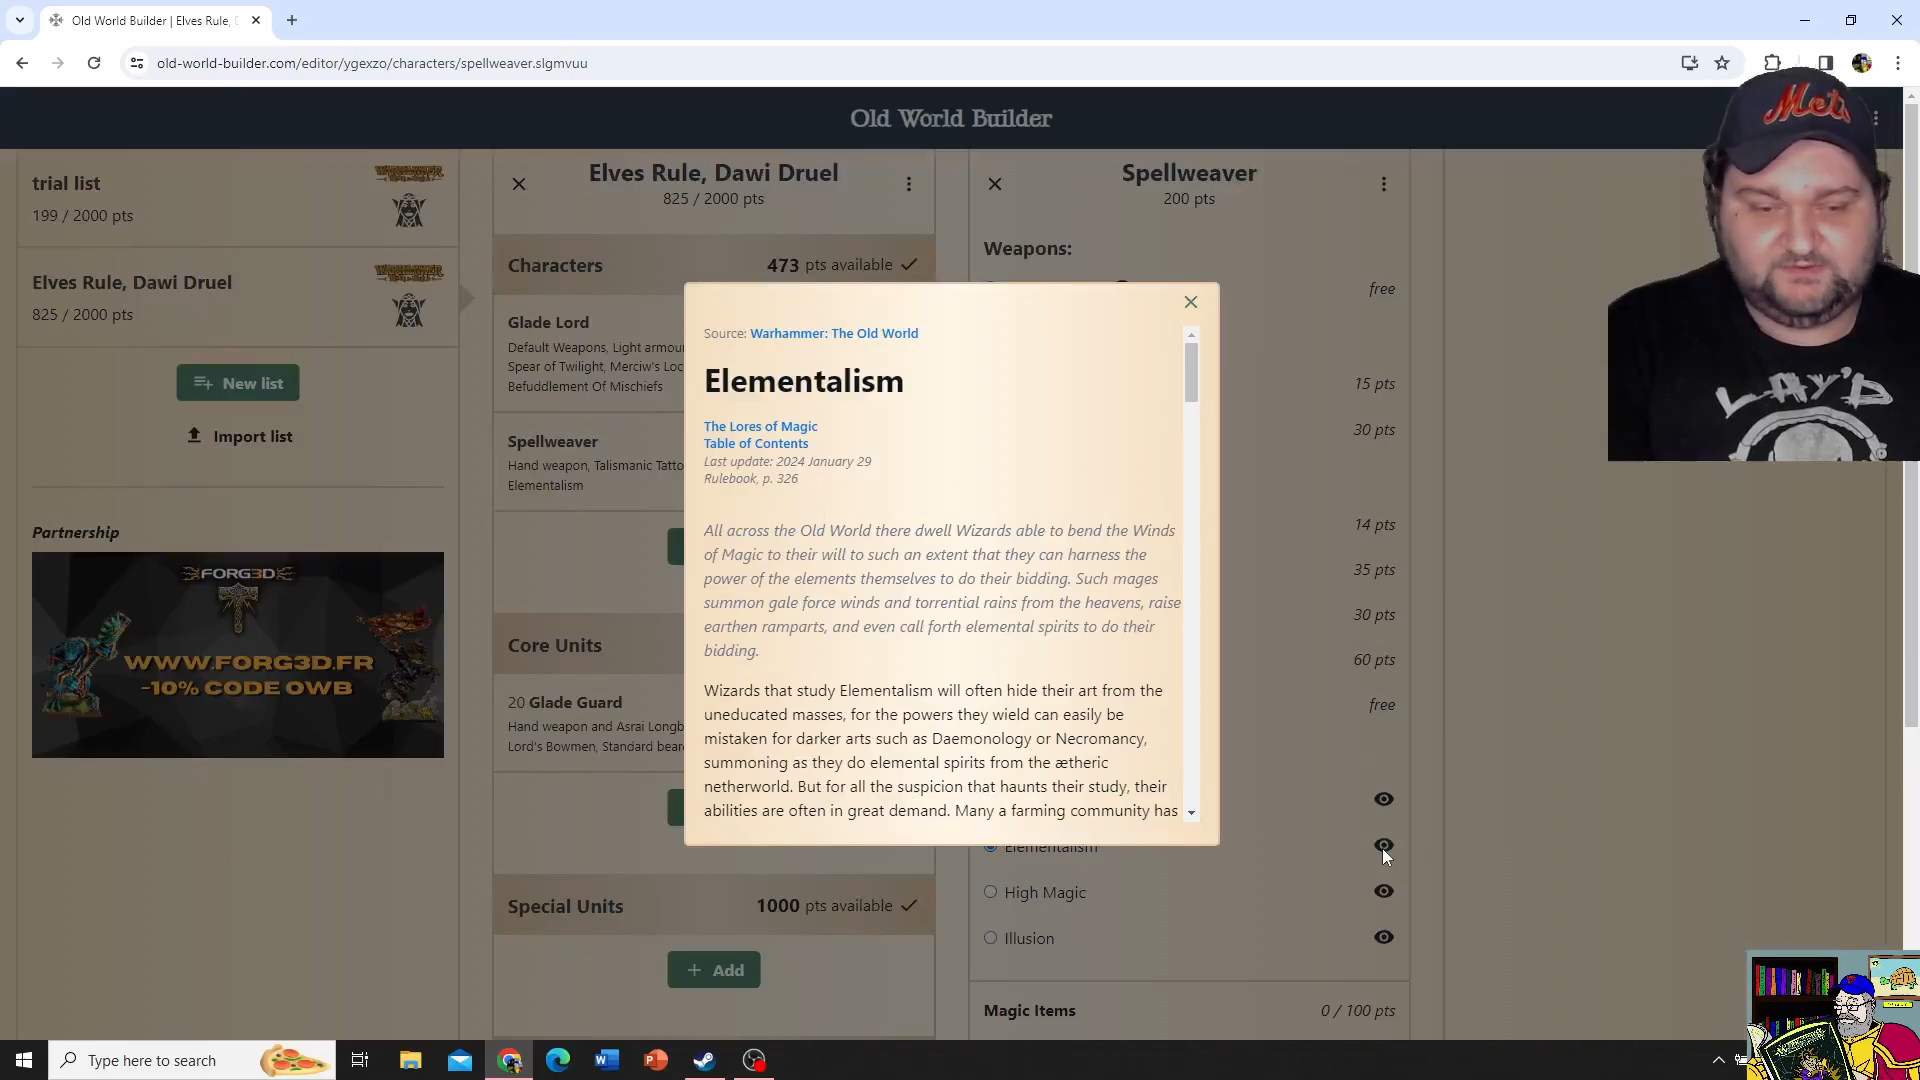 Old World Builder | Elves Rule, D
old-world-builder.com/editor/ygexzo/characters/spellweaver.slgmvuu
Old World Builder
trial list
199 / 2000 pts
Elves Rule, Dawi Druel
825 / 2000 pts
New list
Import list
Partnership
FORG3D
WWW.FORG3D.FR
-10% CODE OWB
Elves Rule, Dawi Druel
825 / 2000 pts
Characters
473 pts available
Glade Lord
Default Weapons, Light armou
Spear of Twilight, Merciw's Loc
Befuddlement Of Mischiefs
Spellweaver
Hand weapon, Talismanic Tatto
Elementalism
Core Units
20 Glade Guard
Hand weapon and Asrai Longb
Lord's Bowmen, Standard bear
Special Units
1000 pts available
Add
Source: Warhammer: The Old World
Elementalism
The Lores of Magic
Table of Contents
Last update: 2024 January 29
Rulebook, p. 326
All across the Old World there dwell Wizards able to bend the Winds
of Magic to their will to such an extent that they can harness the
power of the elements themselves to do their bidding. Such mages
summon gale force winds and torrential rains from the heavens, raise
earthen ramparts, and even call forth elemental spirits to do their
bidding.
Wizards that study Elementalism will often hide their art from the
uneducated masses, for the powers they wield can easily be
mistaken for darker arts such as Daemonology or Necromancy,
summoning as they do elemental spirits from the ætheric
netherworld. But for all the suspicion that haunts their study, their
abilities are often in great demand. Many a farming community has
Spellweaver
200 pts
Weapons:
free
15 pts
30 pts
14 pts
35 pts
30 pts
60 pts
free
Elementalism
High Magic
Illusion
Magic Items
0 / 100 pts
Mets
LAY'D
Type here to search